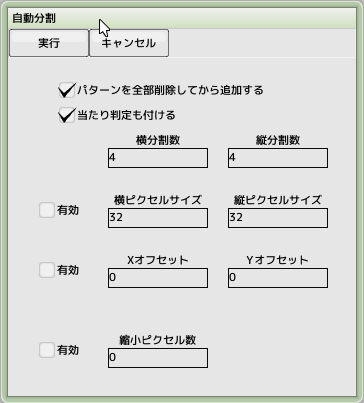 自動分割
実行 キャンセル
パターンを全部削除してから追加する
当たり判定も付ける
横分割数 縦分割数
4 4
横ピクセルサイズ 縦ピクセルサイズ
有効 32 32
Xオフセット Yオフセット
有効 0 0
縮小ピクセル数
有効 0